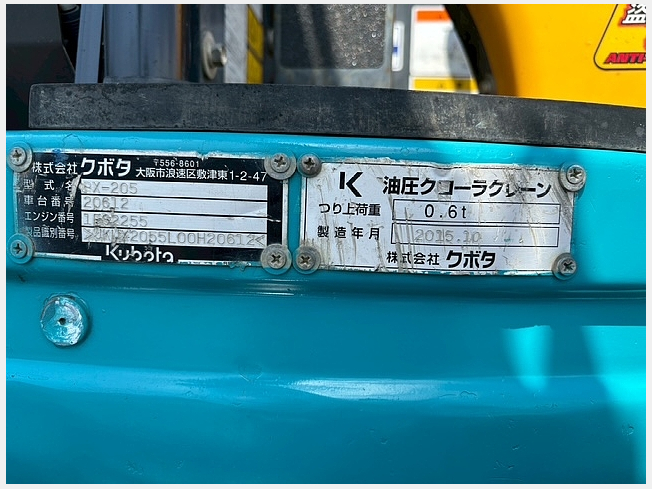 株式会社クボタ 〒556-8601 大阪市浪速区敷津東1-2-47
型式名 RX-205
車台番号 20612
エンジン番号
製品識別番号
Kubota
K 油圧クローラクレーン
つり上荷重 0.6t
製造年月 2015.10
株式会社クボタ
盗
ANTI